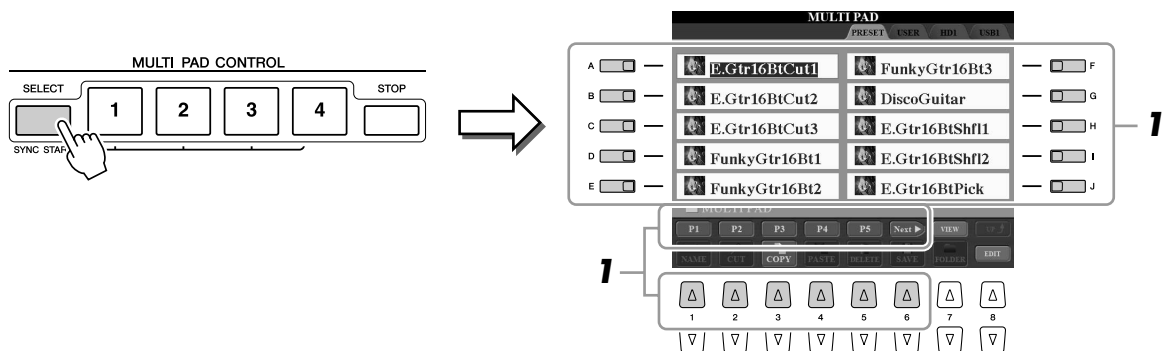 MULTI PAD CONTROL
SELECT
1
2
3
4
STOP
SYNC START
MULTI PAD
PRESET USER HD1 USB1
A E.Gtr16BtCut1 FunkyGtr16Bt3 F
B E.Gtr16BtCut2 DiscoGuitar G
C E.Gtr16BtCut3 E.Gtr16BtShfl1 H
D FunkyGtr16Bt1 E.Gtr16BtShfl2 I
E FunkyGtr16Bt2 E.Gtr16BtPick J
1
MULTI PAD
P1 P2 P3 P4 P5 Next VIEW UP
NAME CUT COPY PASTE DELETE SAVE FOLDER EDIT
1
1 2 3 4 5 6 7 8